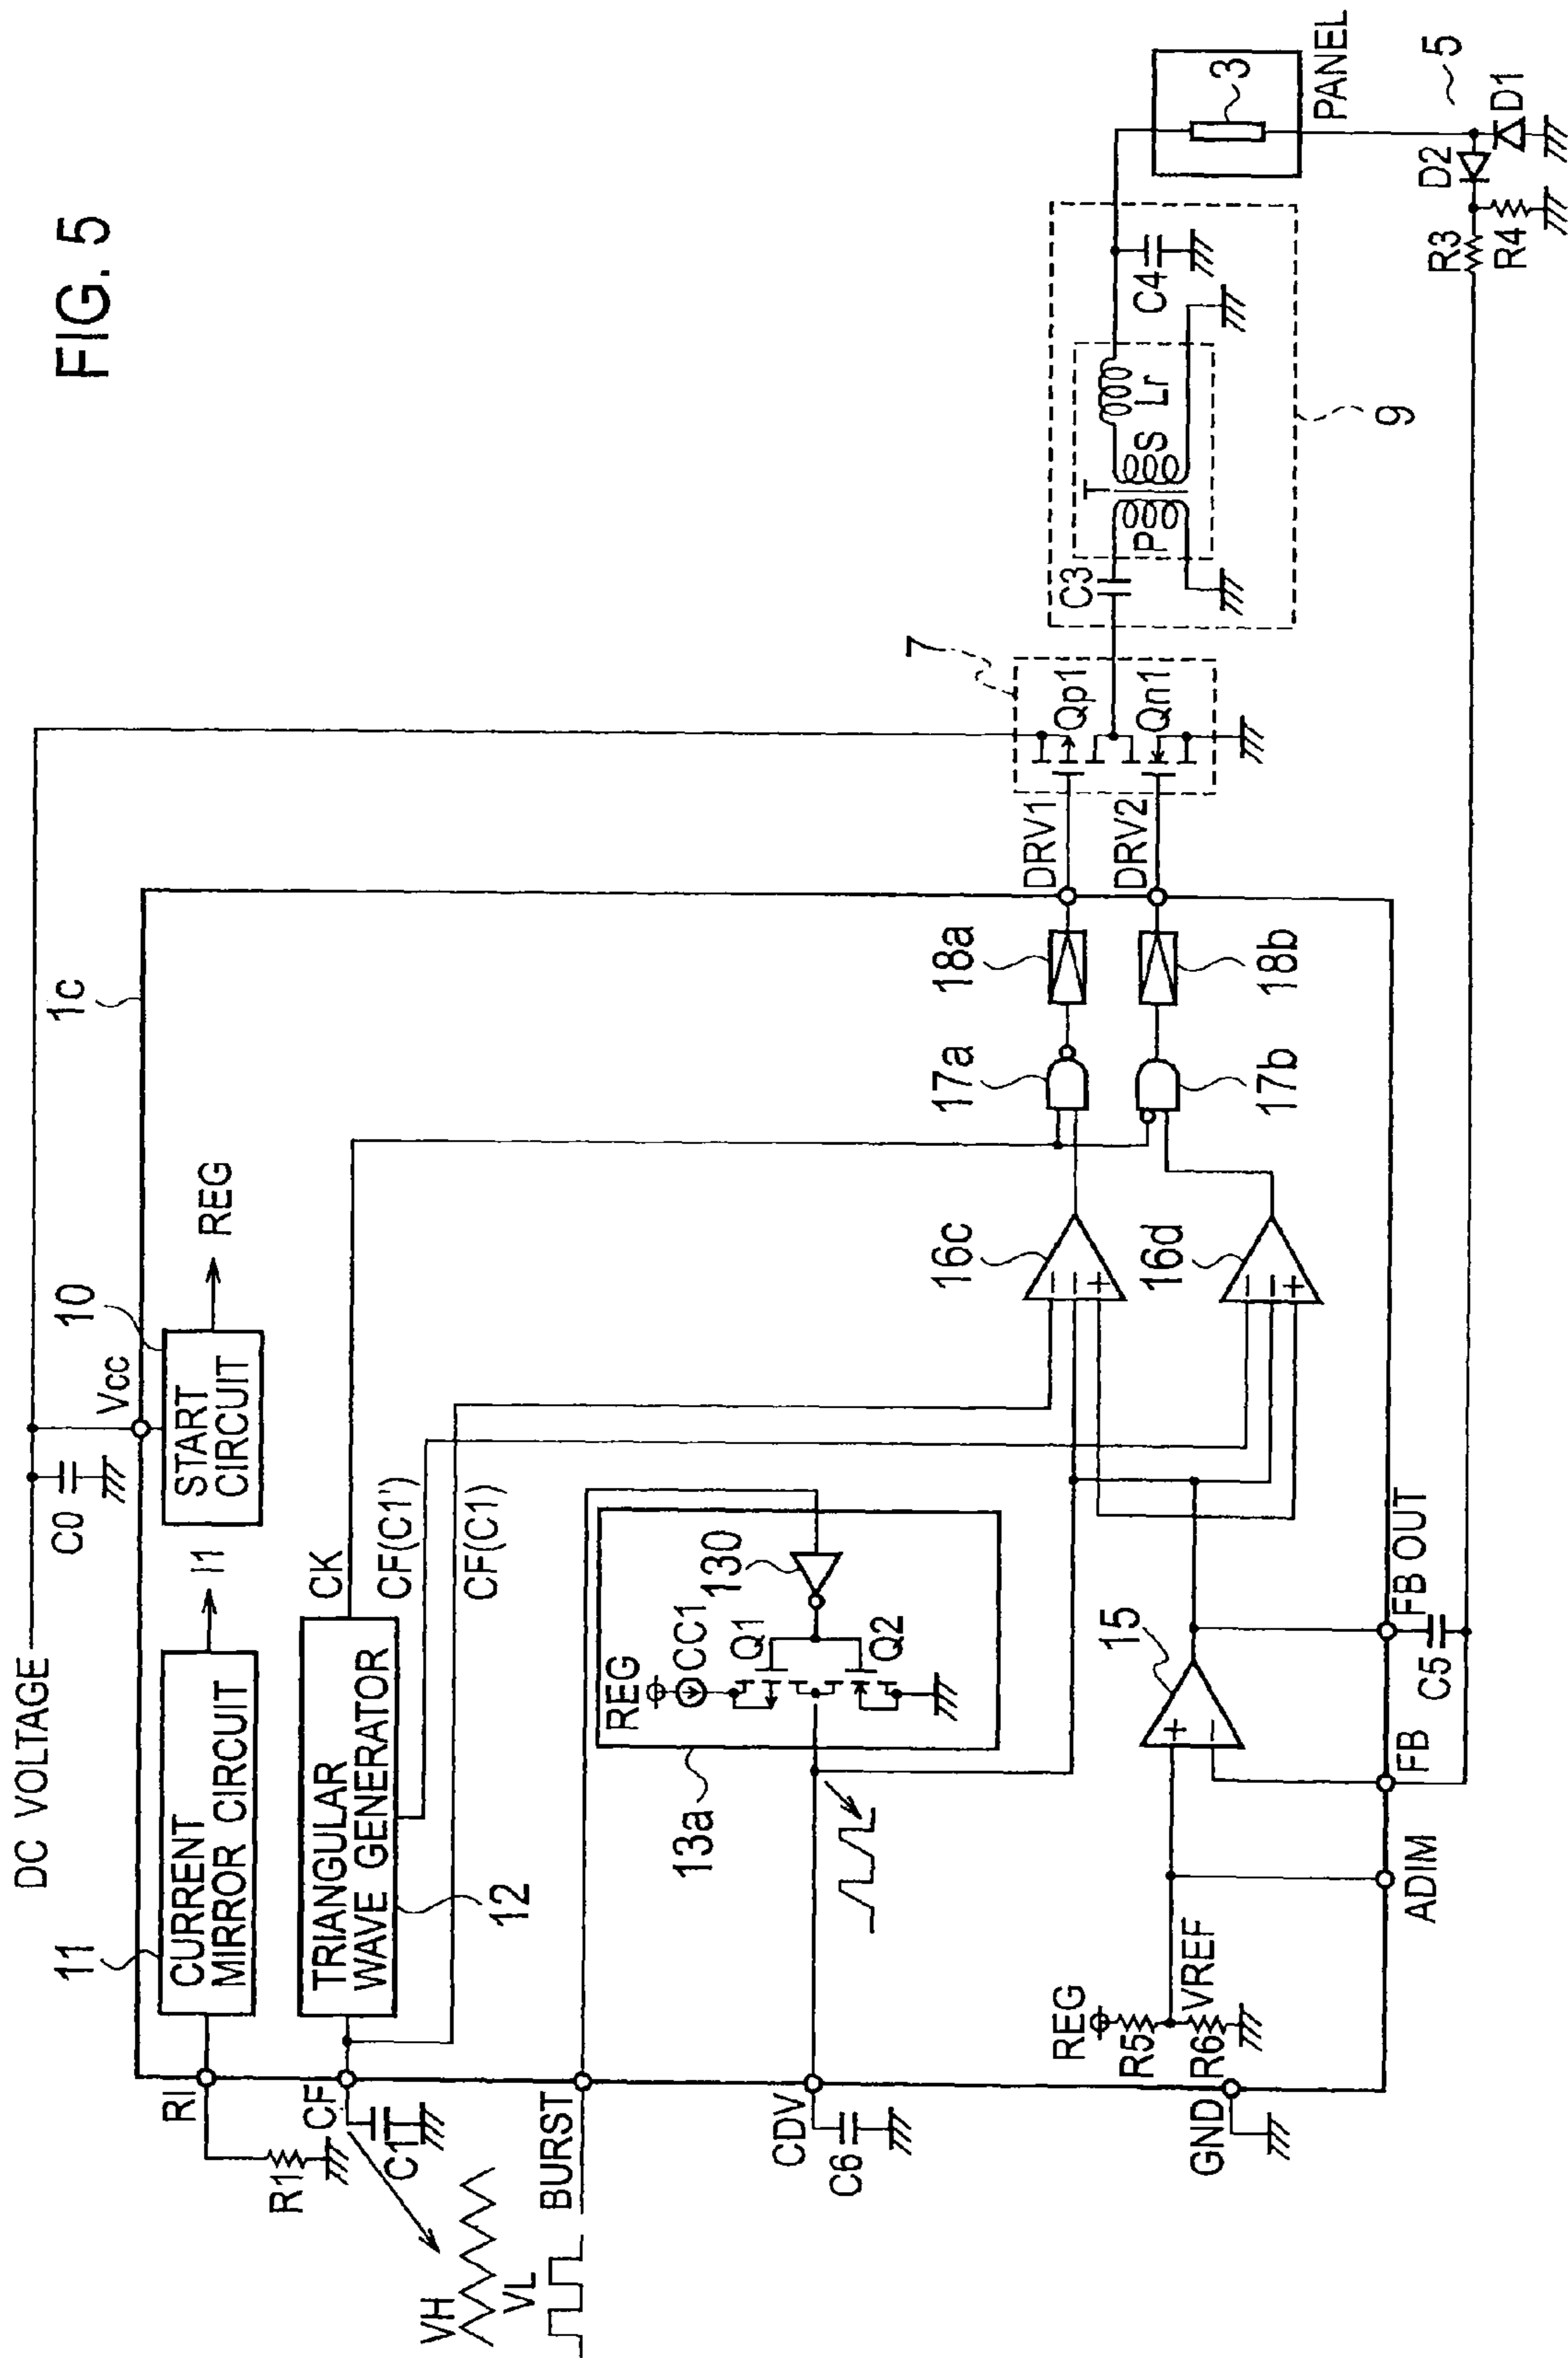 FIG. 5
DC VOLTAGE
C0
Vcc
10
START
CIRCUIT
REG
1c
11
CURRENT
MIRROR CIRCUIT
I1
RI
R1
CF
C1
VH
VL
TRIANGULAR
WAVE GENERATOR
12
CK
CF(C1')
CF(C1)
BURST
REG
CC1
Q1
130
Q2
13a
CDV
C6
16c
16d
17a
17b
18a
18b
DRV1
DRV2
7
Qp1
Qn1
C3
P
T
S
Lr
C4
9
3
PANEL
5
D2
D1
R3
R4
REG
R5
VREF
R6
GND
15
ADIM
FB
C5
FB OUT